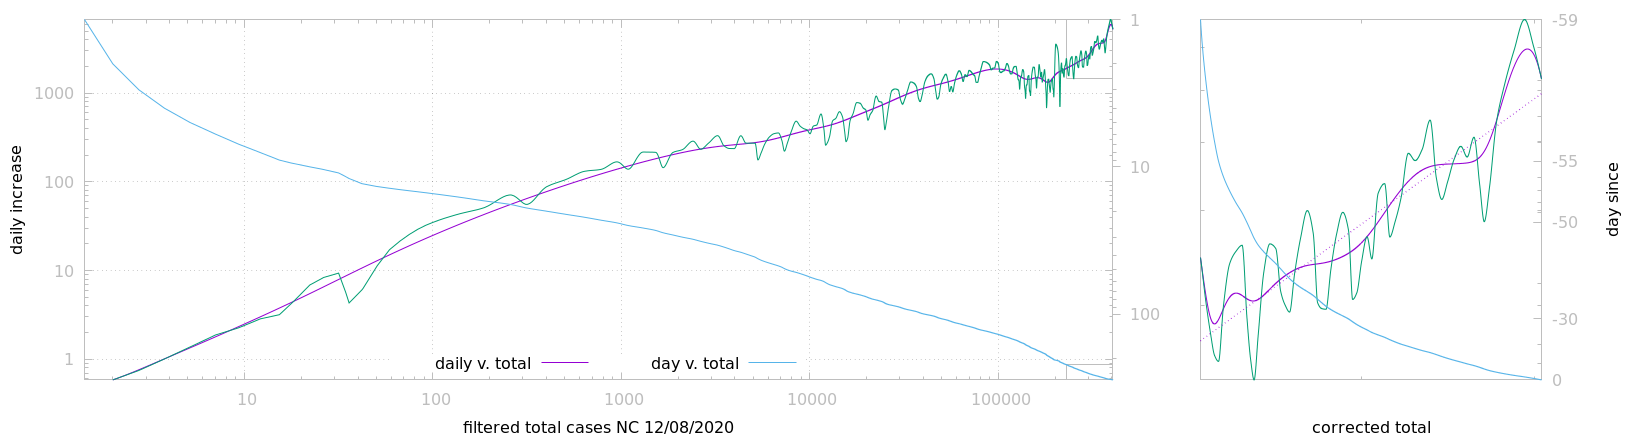 daily increase
1000
100
10
1
10
100
1000
10000
100000
1
10
100
daily v. total
day v. total
filtered total cases NC 12/08/2020
-59
-55
-50
-30
0
day since
corrected total